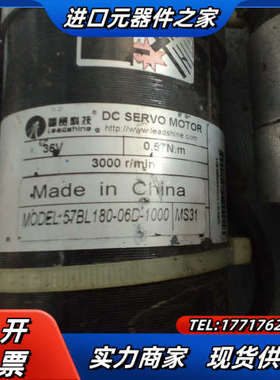 进口元器件之家
雷赛科技
Leadshine
DC SERVO MOTOR
http://www.leadshine.com
36V
0.57N.m
3000 r/min
Made in China
MODEL:57BL180-06D-1000
MS31
可开票
TEL:1771762
实力商家 现货供